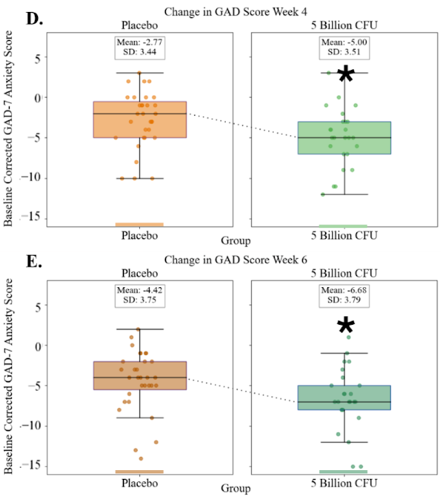 D.
Change in GAD Score Week 4
Placebo
5 Billion CFU
Mean: -2.77
SD: 3.44
Mean: -5.00
SD: 3.51
*
Baseline Corrected GAD-7 Anxiety Score
5
0
−5
−10
−15
Placebo
5 Billion CFU
Group
E.
Change in GAD Score Week 6
Placebo
5 Billion CFU
Mean: -4.42
SD: 3.75
Mean: -6.68
SD: 3.79
*
Baseline Corrected GAD-7 Anxiety Score
5
0
−5
−10
−15
Placebo
5 Billion CFU
Group